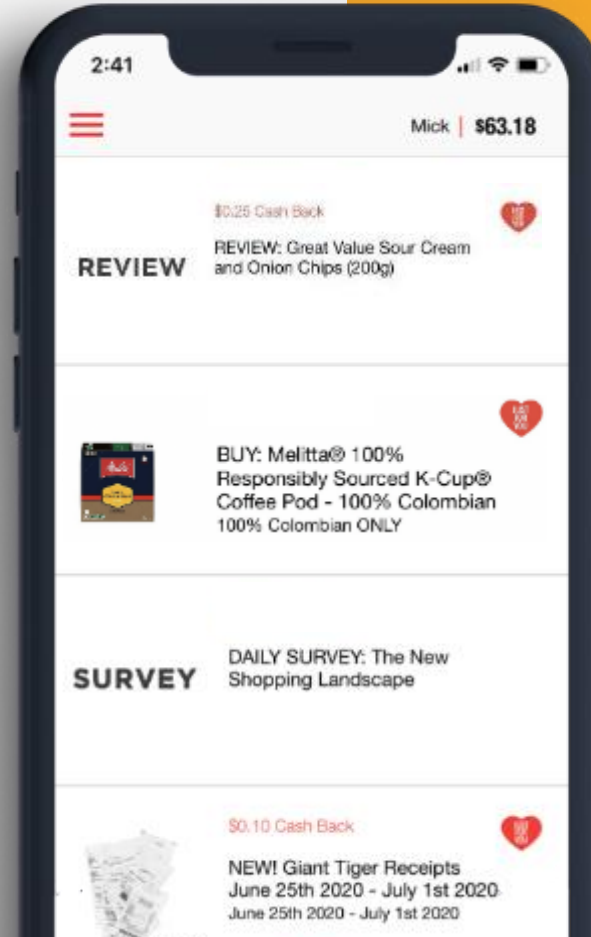 2:41
Mick | $63.18
$0.25 Cash Back
REVIEW
REVIEW: Great Value Sour Cream
and Onion Chips (200g)
JUST
FOR
YOU
BUY: Melitta® 100%
Responsibly Sourced K-Cup®
Coffee Pod - 100% Colombian
100% Colombian ONLY
SURVEY
DAILY SURVEY: The New
Shopping Landscape
$0.10 Cash Back
NEW! Giant Tiger Receipts
June 25th 2020 - July 1st 2020
June 25th 2020 - July 1st 2020